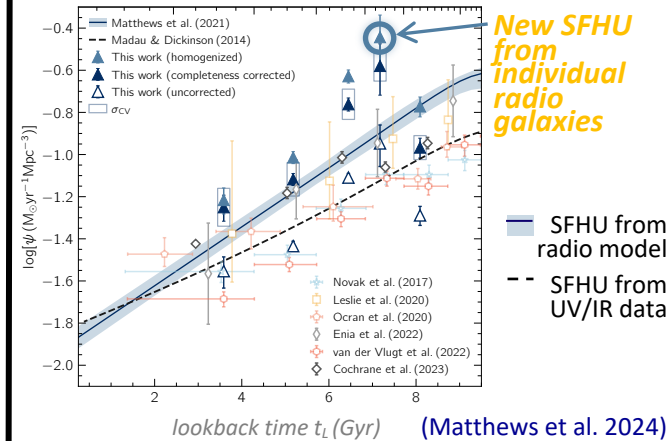 −0.4
−0.6
−0.8
−1.0
−1.2
−1.4
−1.6
−1.8
−2.0
log[ψ (M⊙yr−1Mpc−3)]
Matthews et al. (2021)
Madau & Dickinson (2014)
This work (homogenized)
This work (completeness corrected)
This work (uncorrected)
σCV
Novak et al. (2017)
Leslie et al. (2020)
Ocran et al. (2020)
Enia et al. (2022)
van der Vlugt et al. (2022)
Cochrane et al. (2023)
2 4 6 8
lookback time tL (Gyr)
New SFHU
from
individual
radio
galaxies
SFHU from
radio model
SFHU from
UV/IR data
(Matthews et al. 2024)